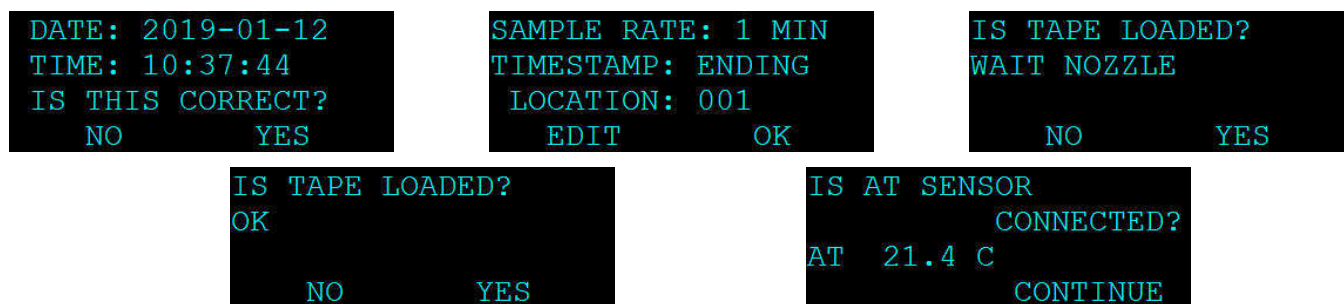 DATE: 2019-01-12
TIME: 10:37:44
IS THIS CORRECT?
NO YES
SAMPLE RATE: 1 MIN
TIMESTAMP: ENDING
LOCATION: 001
EDIT OK
IS TAPE LOADED?
WAIT NOZZLE
NO YES
IS TAPE LOADED?
OK
NO YES
IS AT SENSOR
CONNECTED?
AT 21.4 C
CONTINUE